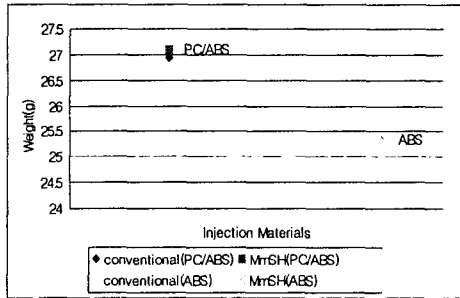 27.5
27 PC/ABS
26.5
26
25.5 ABS
25
24.5
24
Weight(g)
Injection Materials
conventional(PC/ABS) MmSH(PC/ABS)
conventional(ABS) MmSH(ABS)